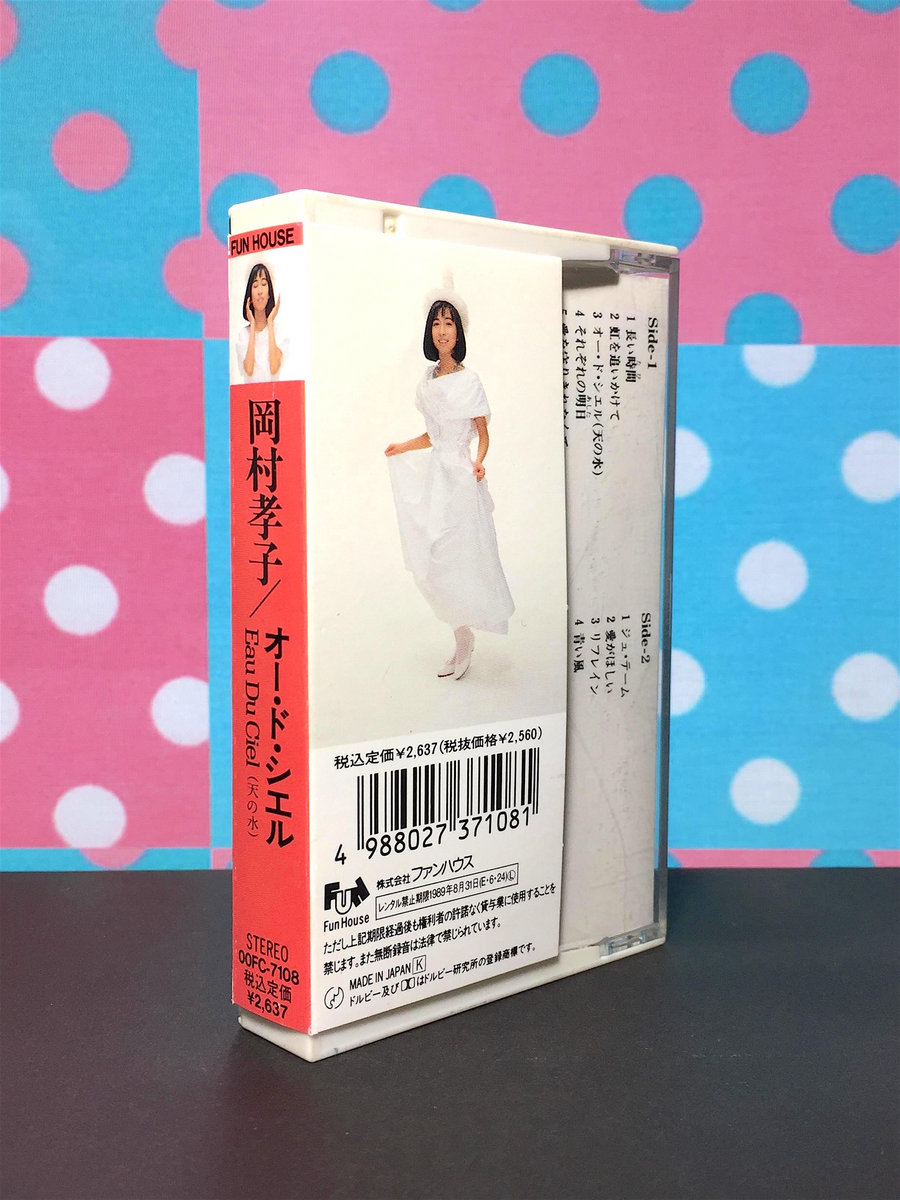 FUN HOUSE
岡村孝子/オー・ド・シエル
Eau Du Ciel (天の水)
STEREO
00FC-7108
税込定価
¥2,637
税込定価¥2,637(税抜価格¥2,560)
4 988027 371081
Fun
Fun House
株式会社ファンハウス
レンタル禁止期限1989年8月31日(E・6・24)Ⓛ
ただし上記期限経過後も権利者の許諾なく貸与業に使用することを
禁じます。また無断録音は法律で禁じられています。
MADE IN JAPAN K
ドルビー及びはドルビー研究所の登録商標です。
Side-1
1 長い時間
2 虹を追いかけて
3 オー・ド・シエル(天の水)
4 それぞれの明日
Side-2
1 ジュ・テーム
2 愛がほしい
3 リフレイン
4 青い風